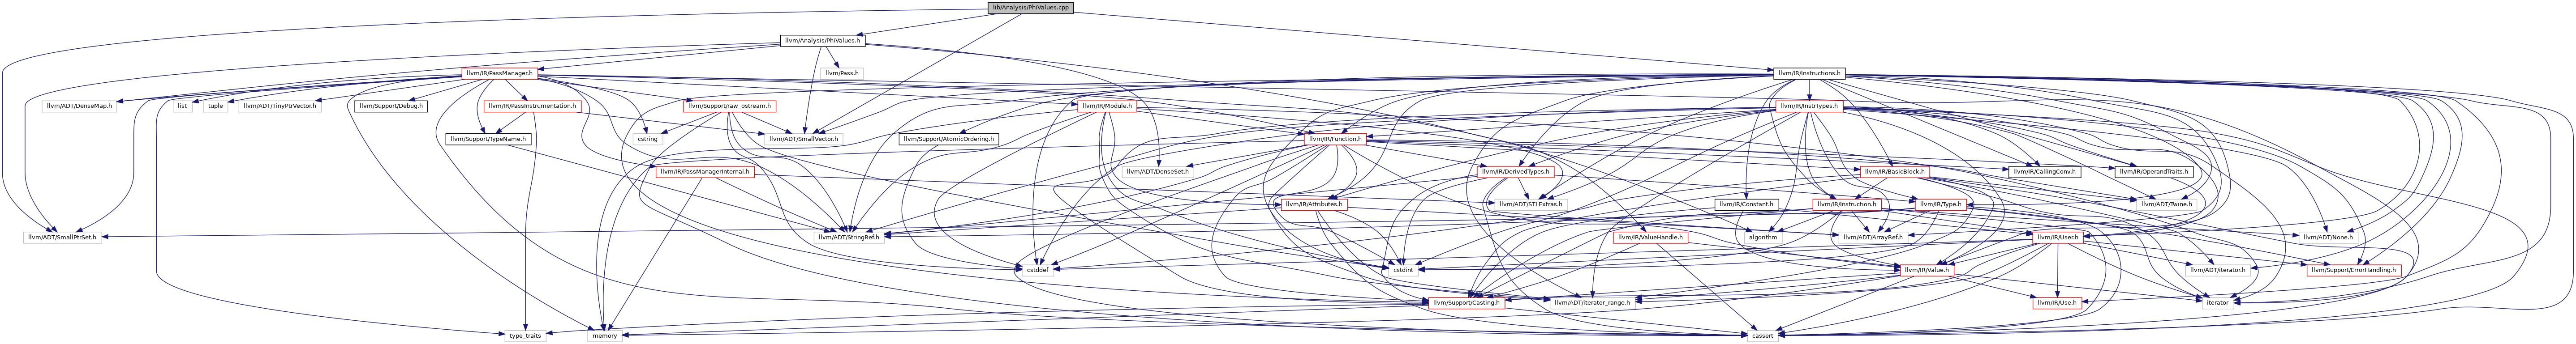 lib/Analysis/PhiValues.cpp
llvm/Analysis/PhiValues.h
llvm/IR/PassManager.h
llvm/Pass.h
llvm/IR/Instructions.h
llvm/ADT/DenseMap.h
list
tuple
llvm/ADT/TinyPtrVector.h
llvm/Support/Debug.h
llvm/IR/PassInstrumentation.h
llvm/Support/raw_ostream.h
llvm/IR/Module.h
llvm/IR/InstrTypes.h
llvm/Support/TypeName.h
cstring
llvm/ADT/SmallVector.h
llvm/Support/AtomicOrdering.h
llvm/IR/Function.h
llvm/IR/PassManagerInternal.h
llvm/ADT/DenseSet.h
llvm/IR/DerivedTypes.h
llvm/IR/BasicBlock.h
llvm/IR/CallingConv.h
llvm/IR/OperandTraits.h
llvm/IR/Attributes.h
llvm/ADT/STLExtras.h
llvm/IR/Constant.h
llvm/IR/Instruction.h
llvm/IR/Type.h
llvm/ADT/Twine.h
llvm/ADT/SmallPtrSet.h
llvm/ADT/StringRef.h
llvm/IR/ValueHandle.h
algorithm
llvm/ADT/ArrayRef.h
llvm/IR/User.h
llvm/ADT/None.h
cstddef
cstdint
llvm/IR/Value.h
llvm/ADT/iterator.h
llvm/Support/ErrorHandling.h
llvm/Support/Casting.h
llvm/ADT/iterator_range.h
llvm/IR/Use.h
iterator
type_traits
memory
cassert